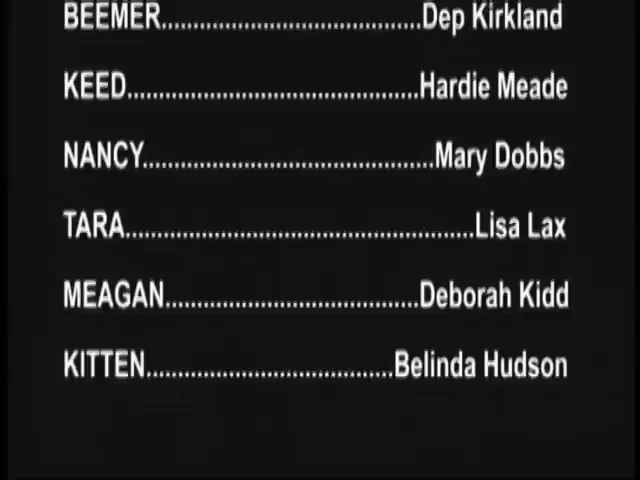 BEEMER.......................................Dep Kirkland
KEED............................................Hardie Meade
NANCY............................................Mary Dobbs
TARA.....................................................Lisa Lax
MEAGAN......................................Deborah Kidd
KITTEN.....................................Belinda Hudson